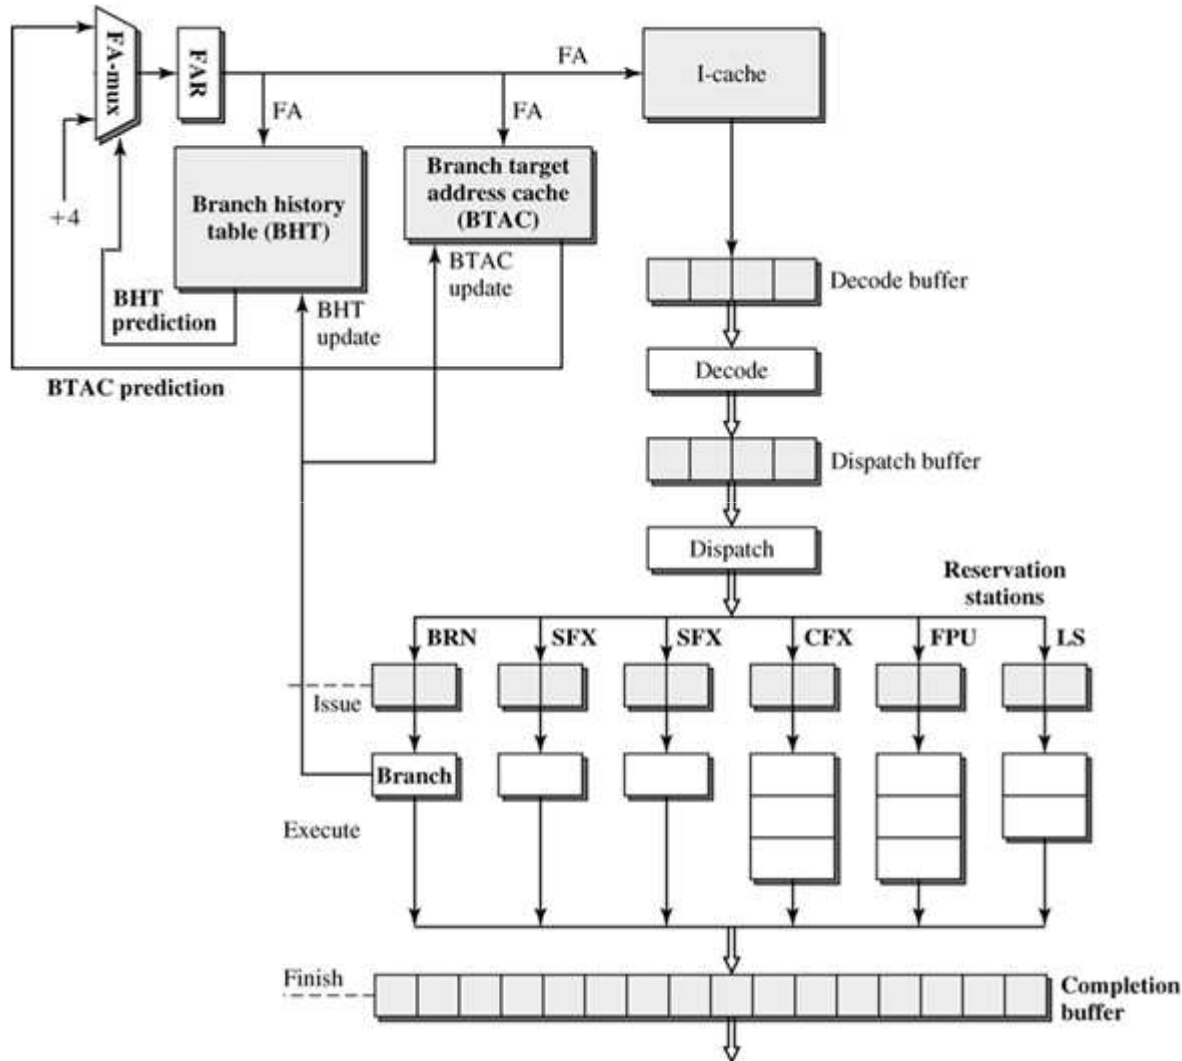 FA-mux
FAR
FA
I-cache
FA
FA
+4
Branch history
table (BHT)
Branch target
address cache
(BTAC)
BHT
prediction
BHT
update
BTAC
update
BTAC prediction
Decode buffer
Decode
Dispatch buffer
Dispatch
Reservation
stations
BRN
SFX
SFX
CFX
FPU
LS
Issue
Branch
Execute
Finish
Completion
buffer